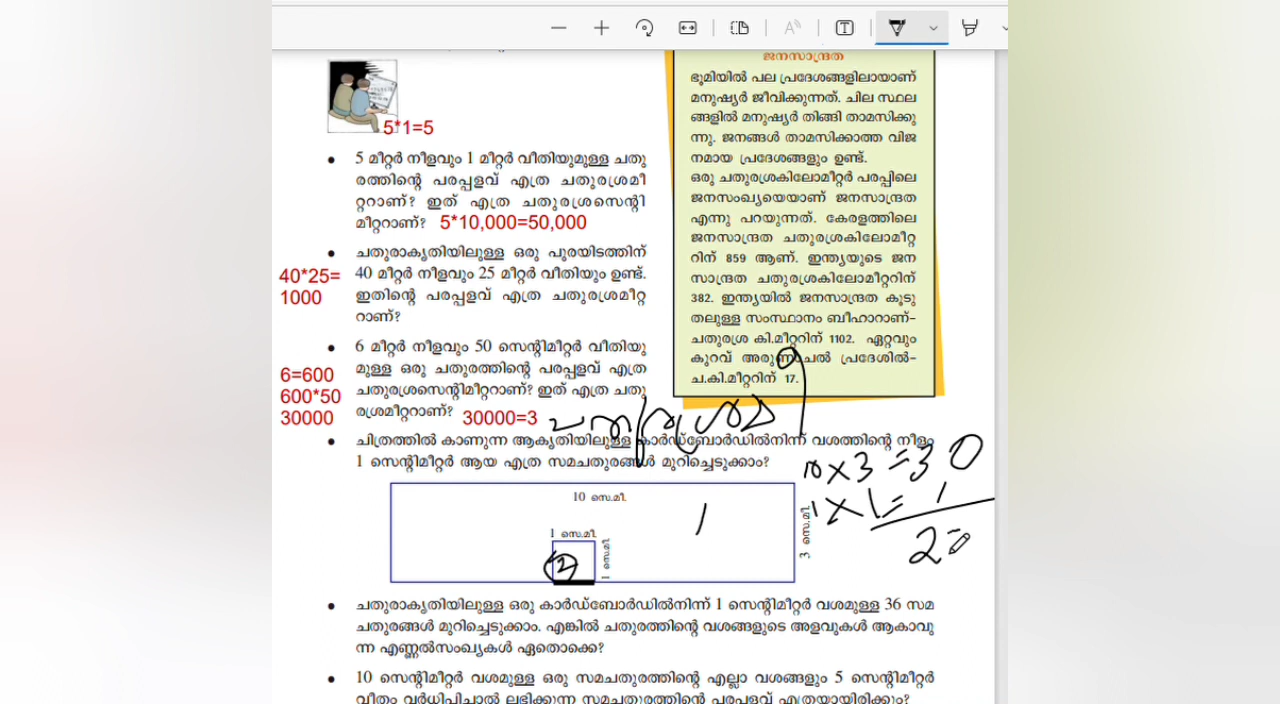 ജനസാന്ദ്രത
ഭൂമിയിൽ പല പ്രദേശങ്ങളിലായാണ്
മനുഷ്യർ ജീവിക്കുന്നത്. ചില സ്ഥല
ങ്ങളിൽ മനുഷ്യർ തിങ്ങി താമസിക്കു
ന്നു. ജനങ്ങൾ താമസിക്കാത്ത വിജ
നമായ പ്രദേശങ്ങളും ഉണ്ട്.
ഒരു ചതുരശ്രകിലോമീറ്റർ പരപ്പിലെ
ജനസംഖ്യയെയാണ് ജനസാന്ദ്രത
എന്നു പറയുന്നത്. കേരളത്തിലെ
ജനസാന്ദ്രത ചതുരശ്രകിലോമീറ്റ
റിന് 859 ആണ്. ഇന്ത്യയുടെ ജന
സാന്ദ്രത ചതുരശ്രകിലോമീറ്ററിന്
382. ഇന്ത്യയിൽ ജനസാന്ദ്രത കൂടു
തലുള്ള സംസ്ഥാനം ബീഹാറാണ്-
ചതുരശ്ര കി.മീറ്ററിന് 1102. ഏറ്റവും
കുറവ് അരുണാചൽ പ്രദേശിൽ-
ച.കി.മീറ്ററിന് 17.
5*1=5
• 5 മീറ്റർ നീളവും 1 മീറ്റർ വീതിയുമുള്ള ചതു
രത്തിന്റെ പരപ്പളവ് എത്ര ചതുരശ്രമീ
റ്ററാണ്? ഇത് എത്ര ചതുരശ്രസെന്റി
മീറ്ററാണ്? 5*10,000=50,000
• ചതുരാകൃതിയിലുള്ള ഒരു പുരയിടത്തിന്
40 മീറ്റർ നീളവും 25 മീറ്റർ വീതിയും ഉണ്ട്.
ഇതിന്റെ പരപ്പളവ് എത്ര ചതുരശ്രമീറ്റ
റാണ്?
40*25=
1000
• 6 മീറ്റർ നീളവും 50 സെന്റിമീറ്റർ വീതിയു
മുള്ള ഒരു ചതുരത്തിന്റെ പരപ്പളവ് എത്ര
ചതുരശ്രസെന്റിമീറ്ററാണ്? ഇത് എത്ര ചതു
രശ്രമീറ്ററാണ്? 30000=3
6=600
600*50
30000
• ചിത്രത്തിൽ കാണുന്ന ആകൃതിയിലുള്ള കാർഡ്ബോർഡിൽനിന്ന് വശത്തിന്റെ നീളം
1 സെന്റിമീറ്റർ ആയ എത്ര സമചതുരങ്ങൾ മുറിച്ചെടുക്കാം?
10 സെ.മീ.
1
1 സെ.മീ.
2
1 സെ.മീ.
3 സെ.മീ.
10×3=30
1×1=1
• ചതുരാകൃതിയിലുള്ള ഒരു കാർഡ്ബോർഡിൽനിന്ന് 1 സെന്റിമീറ്റർ വശമുള്ള 36 സമ
ചതുരങ്ങൾ മുറിച്ചെടുക്കാം. എങ്കിൽ ചതുരത്തിന്റെ വശങ്ങളുടെ അളവുകൾ ആകാവു
ന്ന എണ്ണൽസംഖ്യകൾ ഏതൊക്കെ?
• 10 സെന്റിമീറ്റർ വശമുള്ള ഒരു സമചതുരത്തിന്റെ എല്ലാ വശങ്ങളും 5 സെന്റിമീറ്റർ
വീതം വർധിപ്പിച്ചാൽ ലഭിക്കുന്ന സമചതുരത്തിന്റെ പരപ്പളവ് എത്രയായിരിക്കും?